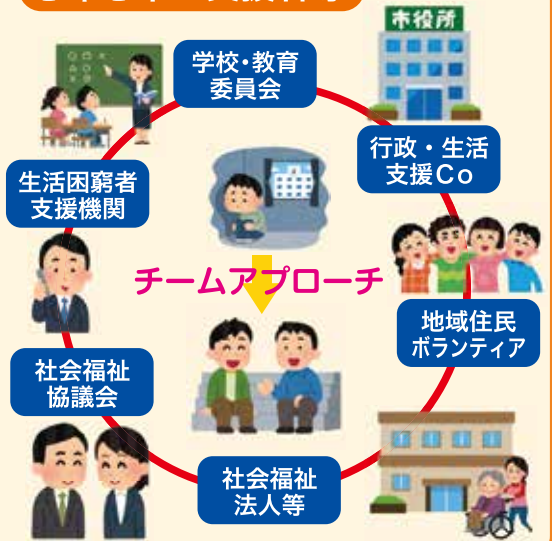 市役所
学校・教育
委員会
行政・生活
支援Co
生活困窮者
支援機関
チームアプローチ
地域住民
ボランティア
社会福祉
協議会
社会福祉
法人等